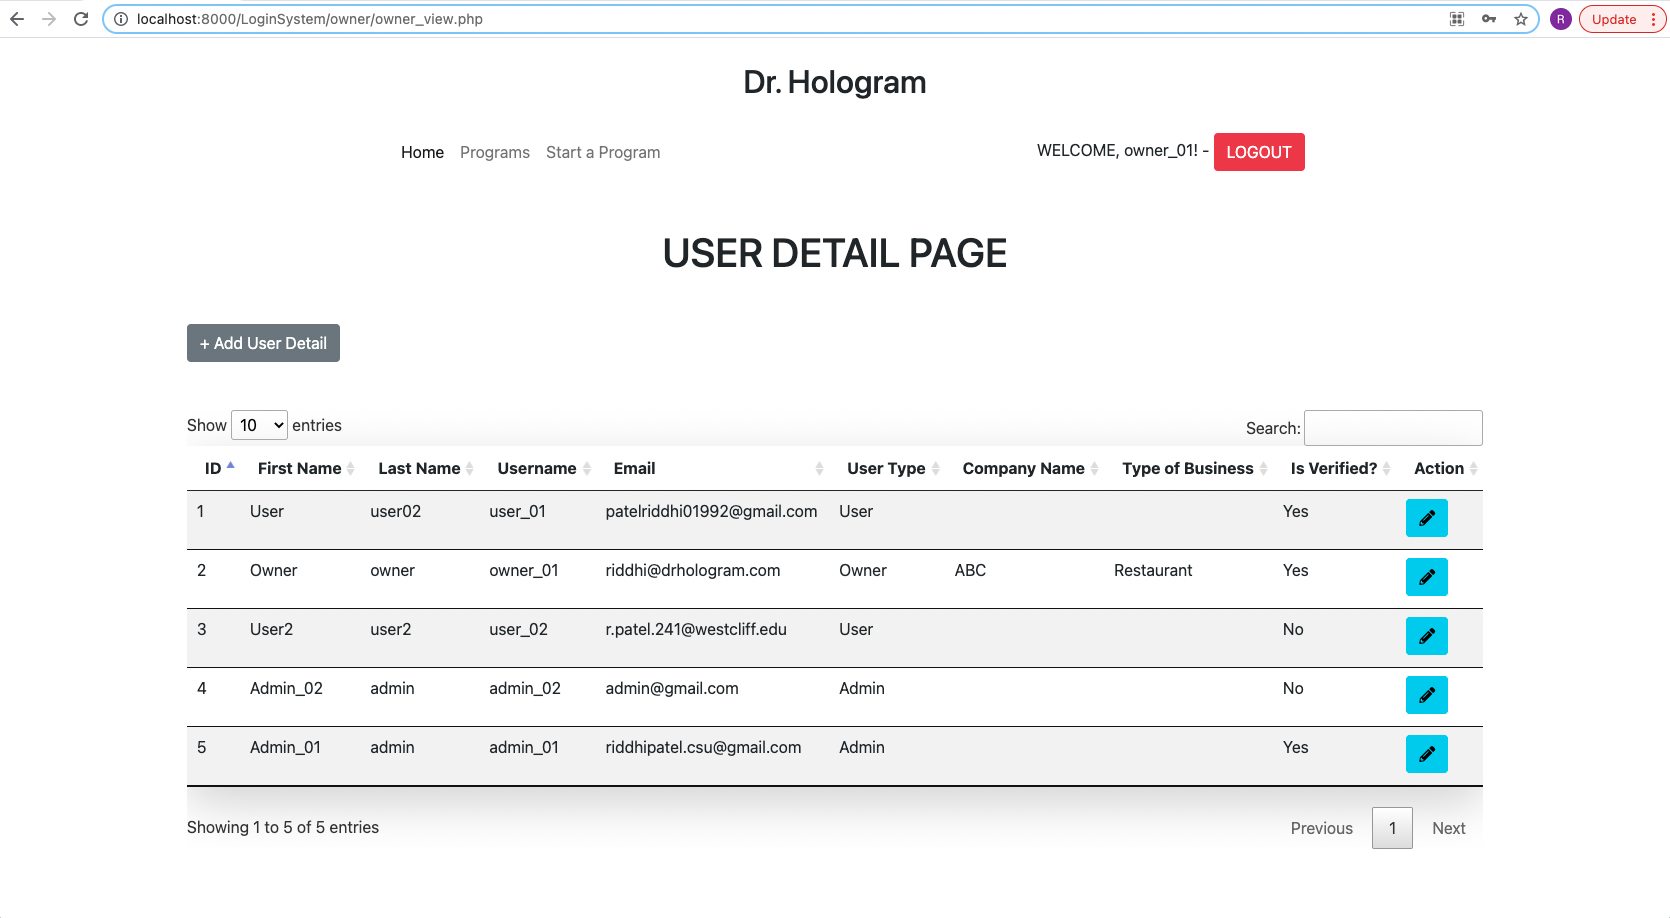 localhost:8000/LoginSystem/owner/owner_view.php R Update
Dr. Hologram
Home Programs Start a Program WELCOME, owner_01! - LOGOUT
USER DETAIL PAGE
+ Add User Detail
Show 10 entries Search:
ID First Name Last Name Username Email User Type Company Name Type of Business Is Verified? Action
1 User user02 user_01 patelriddhi01992@gmail.com User Yes
2 Owner owner owner_01 riddhi@drhologram.com Owner ABC Restaurant Yes
3 User2 user2 user_02 r.patel.241@westcliff.edu User No
4 Admin_02 admin admin_02 admin@gmail.com Admin No
5 Admin_01 admin admin_01 riddhipatel.csu@gmail.com Admin Yes
Showing 1 to 5 of 5 entries Previous 1 Next